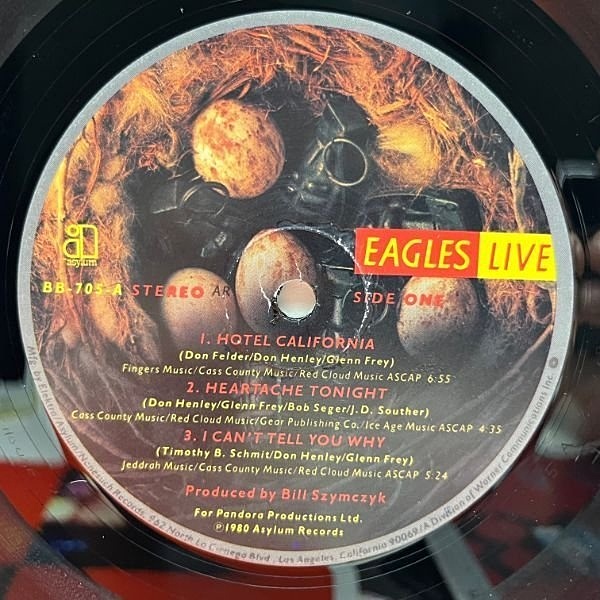 EAGLES LIVE
asylum
BB-705-A STEREO AR SIDE ONE
1. HOTEL CALIFORNIA
(Don Felder/Don Henley/Glenn Frey)
Fingers Music/Cass County Music/Red Cloud Music ASCAP 6:55
2. HEARTACHE TONIGHT
(Don Henley/Glenn Frey/Bob Seger/J.D. Souther)
Cass County Music/Red Cloud Music/Gear Publishing Co./Ice Age Music ASCAP 4:35
3. I CAN'T TELL YOU WHY
(Timothy B. Schmit/Don Henley/Glenn Frey)
Jeddrah Music/Cass County Music/Red Cloud Music ASCAP 5:24
Produced by Bill Szymczyk
For Pandora Productions Ltd.
℗1980 Asylum Records
Mfg. by Elektra/Asylum/Nonesuch Records, 962 North La Cienega Blvd., Los Angeles, California 90069/A Division of Warner Communications Inc.